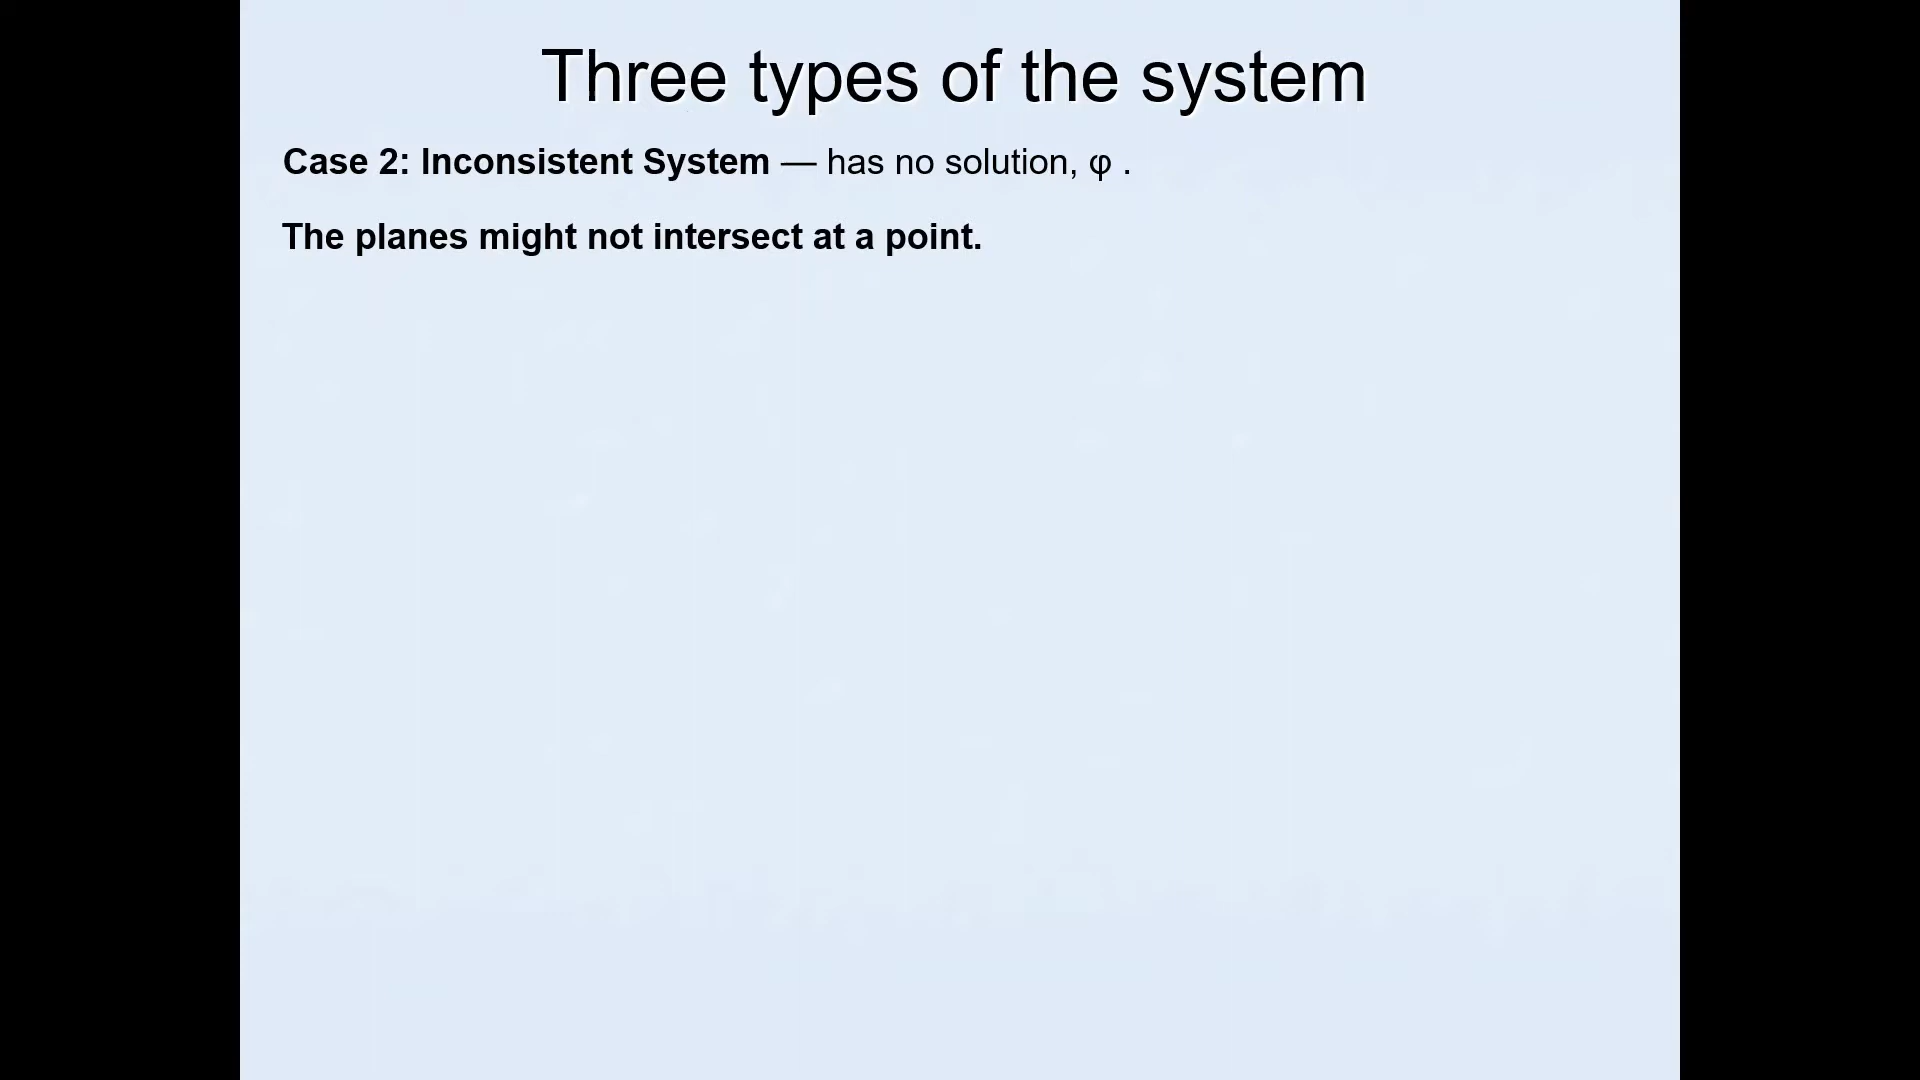 Three types of the system
Case 2: Inconsistent System — has no solution, φ .
The planes might not intersect at a point.